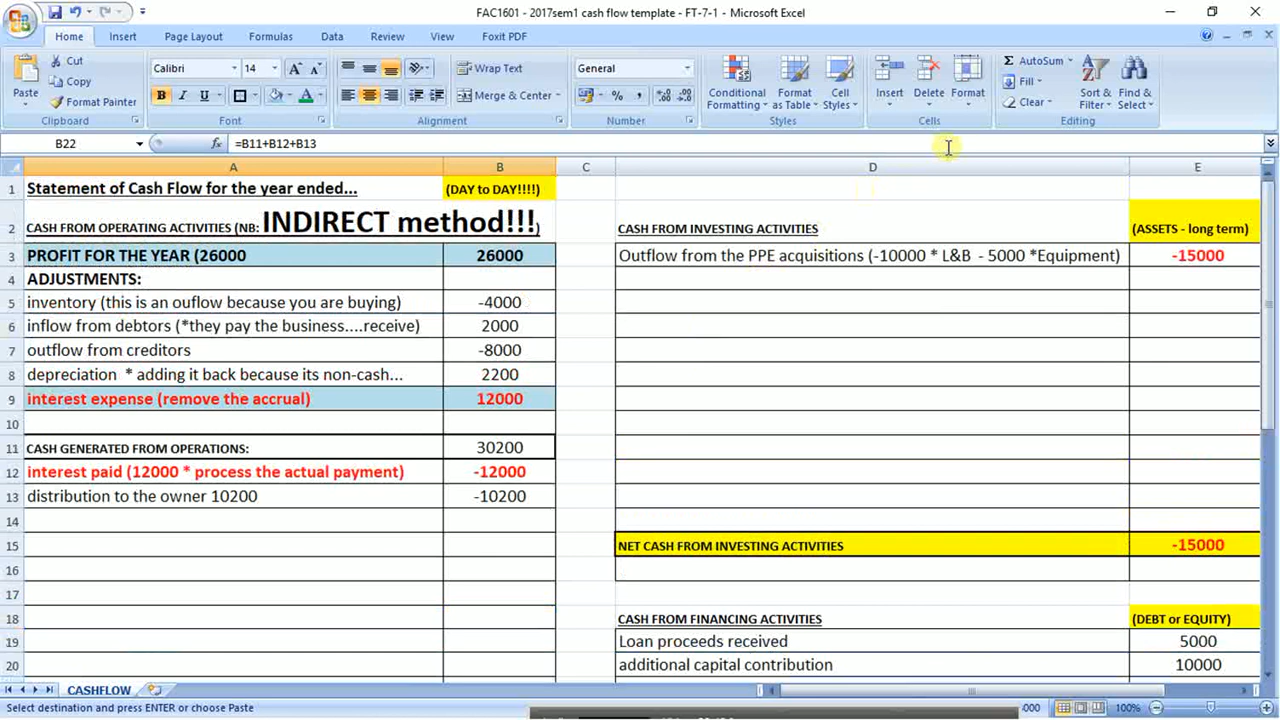 FAC1601 - 2017sem1 cash flow template - FT-7-1 - Microsoft Excel
Home Insert Page Layout Formulas Data Review View Foxit PDF
Paste Cut Copy Format Painter
Clipboard
Calibri 14
B I U A
Font
Wrap Text
Merge & Center
Alignment
General
% ,
Number
Conditional Formatting Format as Table Cell Styles
Styles
Insert Delete Format
Cells
Σ AutoSum
Fill
Clear
Sort & Filter Find & Select
Editing
B22 fx =B11+B12+B13
A B C D E
1 Statement of Cash Flow for the year ended... (DAY to DAY!!!!)
2 CASH FROM OPERATING ACTIVITIES (NB: INDIRECT method!!!) CASH FROM INVESTING ACTIVITIES (ASSETS - long term)
3 PROFIT FOR THE YEAR (26000 26000 Outflow from the PPE acquisitions (-10000 * L&B - 5000 *Equipment) -15000
4 ADJUSTMENTS:
5 inventory (this is an ouflow because you are buying) -4000
6 inflow from debtors (*they pay the business....receive) 2000
7 outflow from creditors -8000
8 depreciation * adding it back because its non-cash... 2200
9 interest expense (remove the accrual) 12000
10
11 CASH GENERATED FROM OPERATIONS: 30200
12 interest paid (12000 * process the actual payment) -12000
13 distribution to the owner 10200 -10200
14
15 NET CASH FROM INVESTING ACTIVITIES -15000
16
17
18 CASH FROM FINANCING ACTIVITIES (DEBT or EQUITY)
19 Loan proceeds received 5000
20 additional capital contribution 10000
CASHFLOW
Select destination and press ENTER or choose Paste 100%